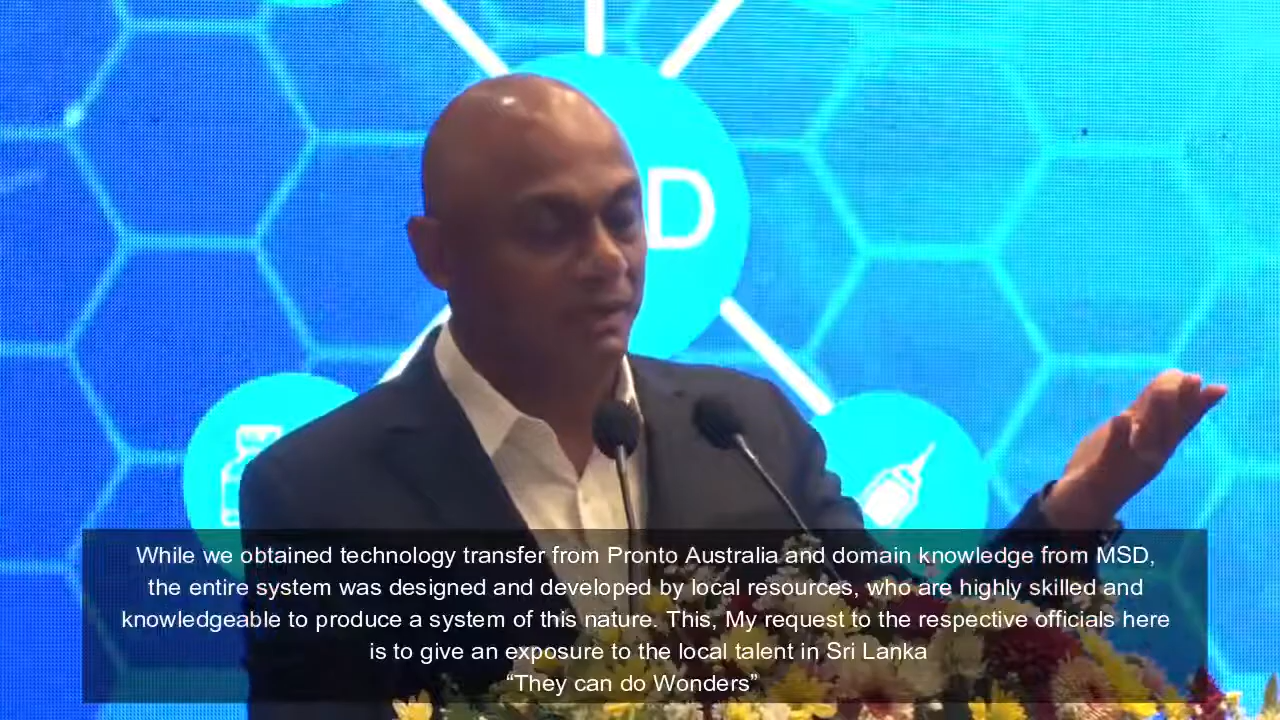 D
While we obtained technology transfer from Pronto Australia and domain knowledge from MSD,
the entire system was designed and developed by local resources, who are highly skilled and
knowledgeable to produce a system of this nature. This, My request to the respective officials here
is to give an exposure to the local talent in Sri Lanka
“They can do Wonders”